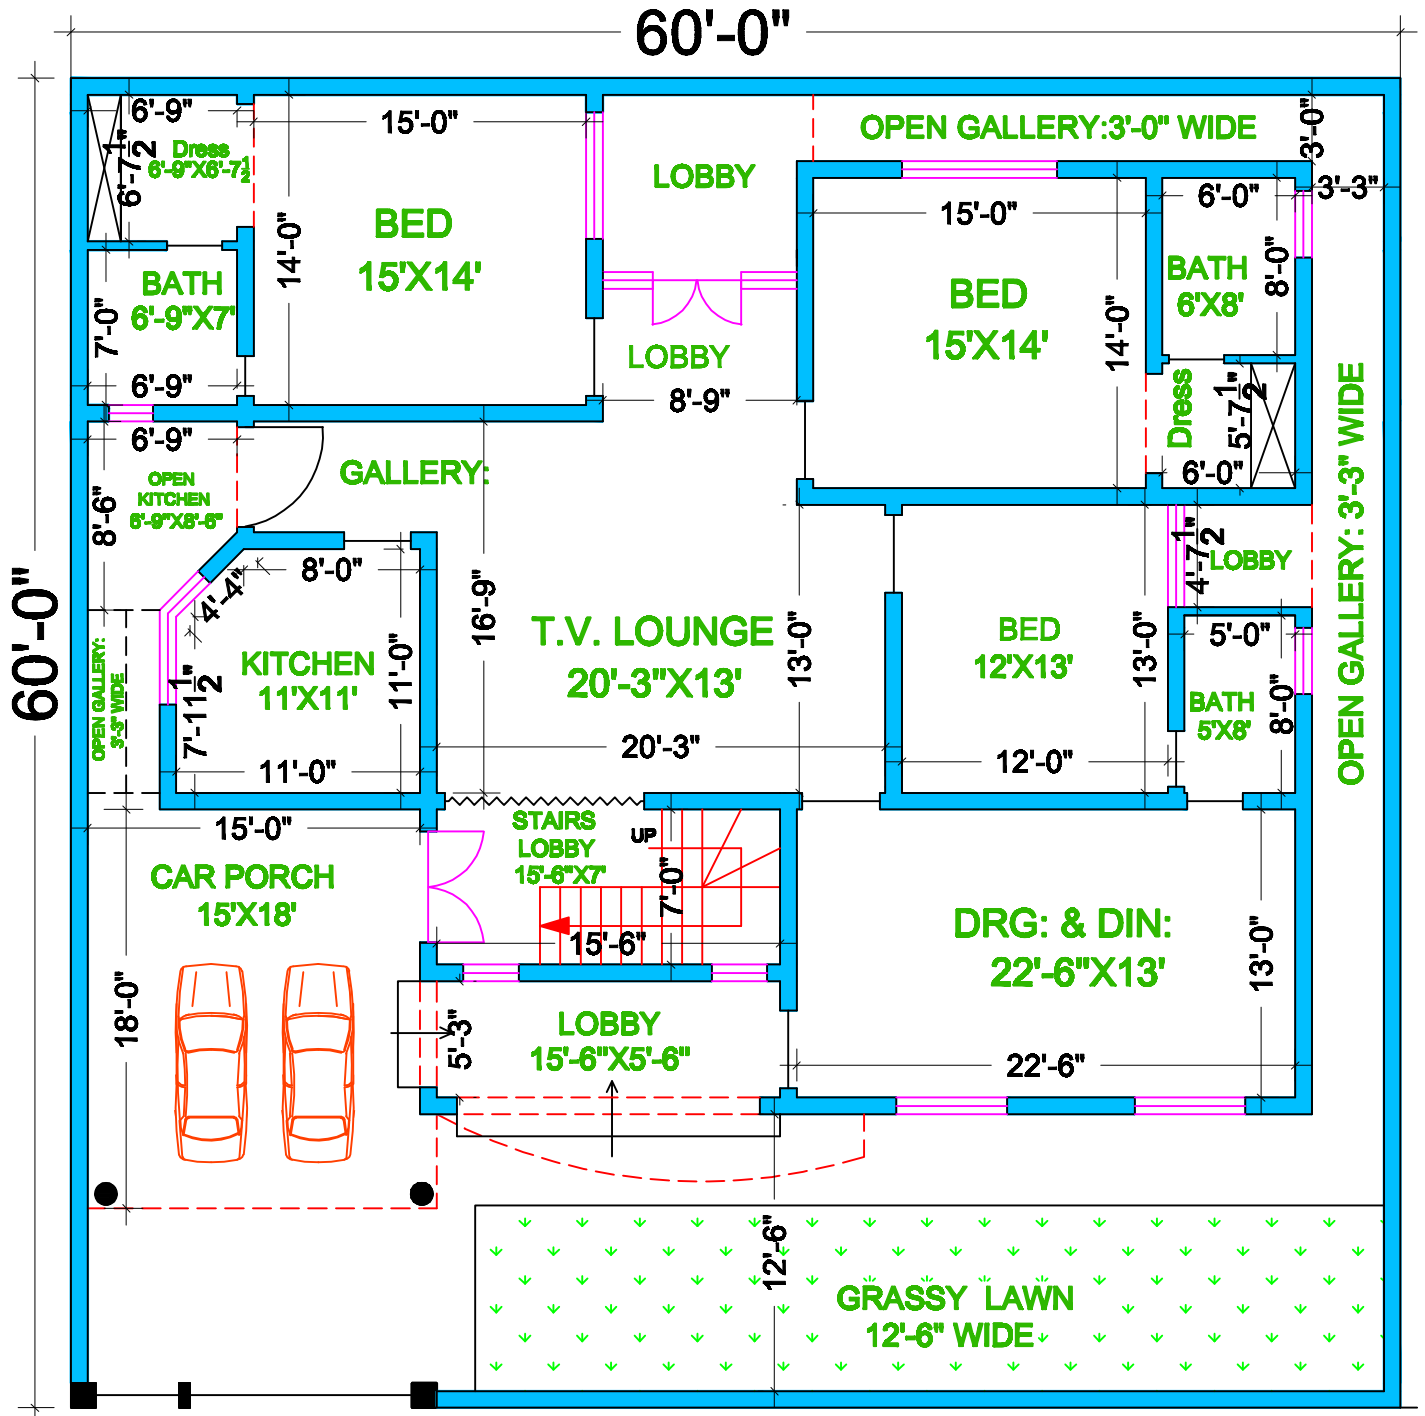 60'-0"
60'-0"
6'-9"
6'-7 1/2"
Dress
6'-9"X6'-7½
15'-0"
14'-0"
BED
15'X14'
BATH
6'-9"X7'
7'-0"
6'-9"
LOBBY
LOBBY
8'-9"
OPEN GALLERY:3'-0" WIDE
3'-0"
3'-3"
15'-0"
14'-0"
BED
15'X14'
6'-0"
BATH
6'X8'
8'-0"
Dress
5'-7 1/2"
6'-0"
OPEN GALLERY: 3'-3" WIDE
6'-9"
OPEN
KITCHEN
6'-9"X8'-6"
8'-6"
GALLERY:
8'-0"
4'-4"
KITCHEN
11'X11'
11'-0"
7'-11 1/2"
11'-0"
OPEN GALLERY:
3'-3" WIDE
16'-9"
T.V. LOUNGE
20'-3"X13'
20'-3"
13'-0"
BED
12'X13'
12'-0"
13'-0"
4'-7 1/2"
LOBBY
5'-0"
BATH
5'X8'
8'-0"
15'-0"
CAR PORCH
15'X18'
18'-0"
STAIRS
LOBBY
15'-6"X7'
UP
7'-0"
15'-6"
LOBBY
15'-6"X5'-6"
5'-3"
DRG: & DIN:
22'-6"X13'
13'-0"
22'-6"
12'-6"
GRASSY LAWN
12'-6" WIDE